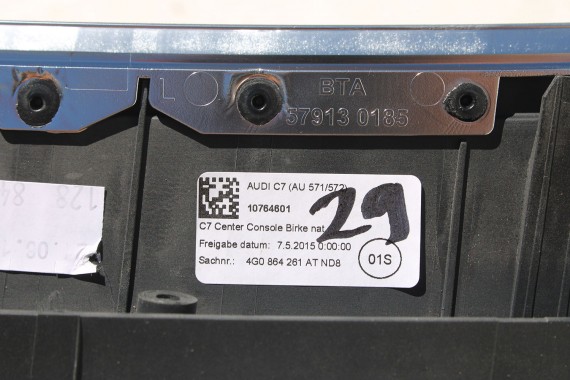 L BTA
57913 0185
AUDI C7 (AU 571/572)
10764601
29
C7 Center Console Birke nat
Freigabe datum: 7.5.2015 0:00:00
Sachnr.: 4G0 864 261 AT ND8
01S
128